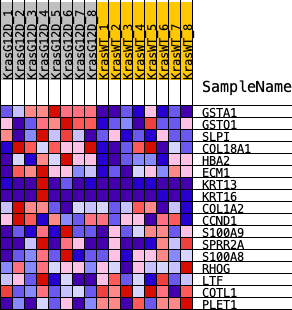 KrasG12D_1
KrasG12D_2
KrasG12D_3
KrasG12D_4
KrasG12D_5
KrasG12D_6
KrasG12D_7
KrasG12D_8
KrasWT_1
KrasWT_2
KrasWT_3
KrasWT_4
KrasWT_5
KrasWT_6
KrasWT_7
KrasWT_8
SampleName
GSTA1
GSTO1
SLPI
COL18A1
HBA2
ECM1
KRT13
KRT16
COL1A2
CCND1
S100A9
SPRR2A
S100A8
RHOG
LTF
COTL1
PLET1